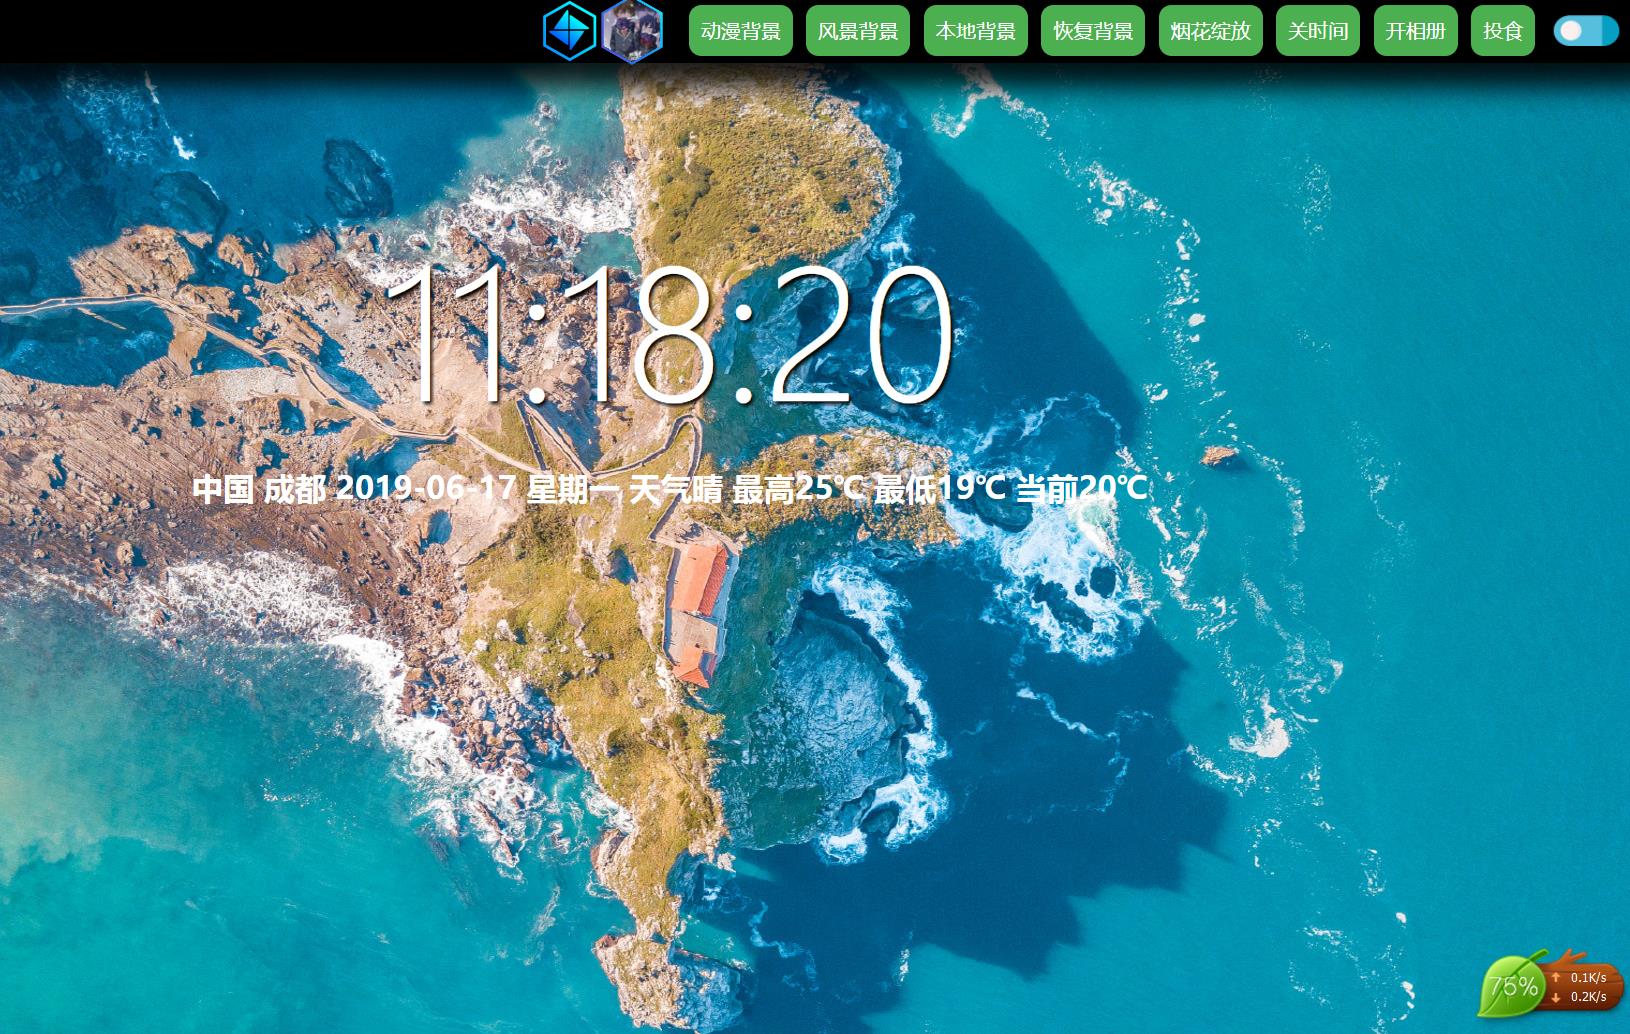 动漫背景 风景背景 本地背景 恢复背景 烟花绽放 关时间 开相册 投食
11:18:20
中国 成都 2019-06-17 星期一 天气晴 最高25℃ 最低19℃ 当前20℃
75% 0.1K/s
0.2K/s